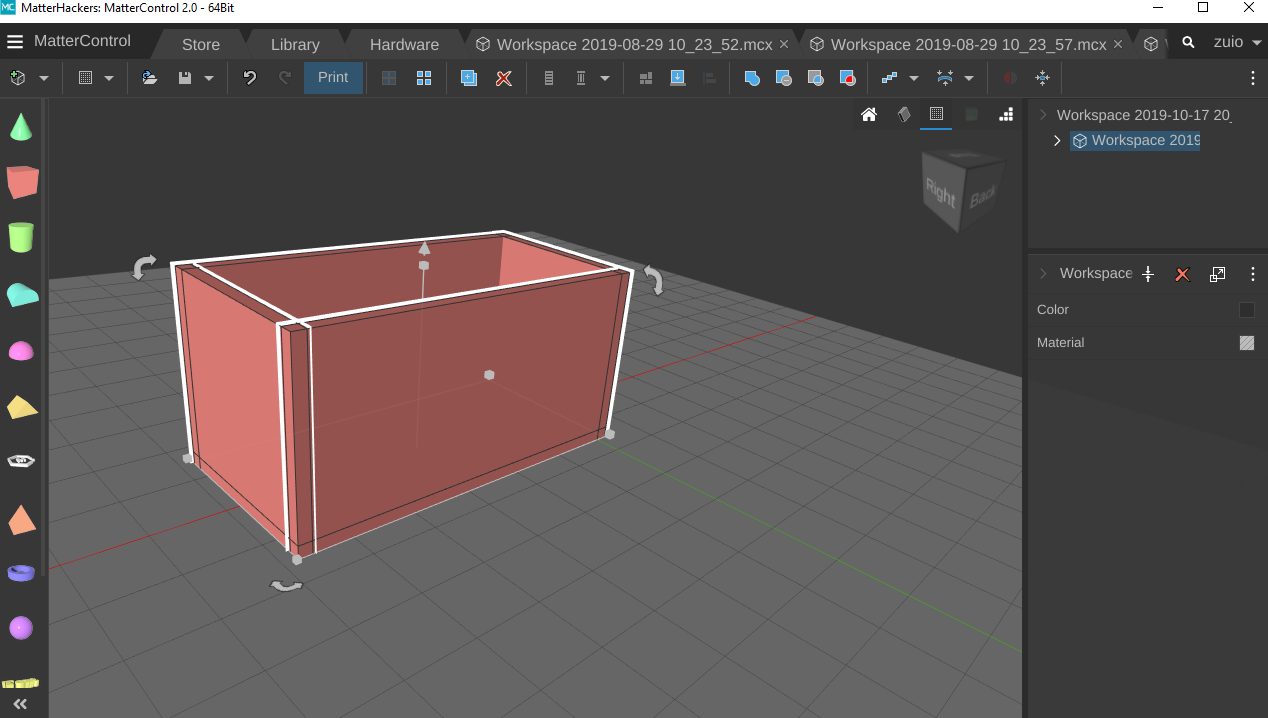 MC MatterHackers: MatterControl 2.0 - 64Bit
MatterControl Store Library Hardware Workspace 2019-08-29 10_23_52.mcx Workspace 2019-08-29 10_23_57.mcx zuio
Print
Workspace 2019-10-17 20_
Workspace 2019
Right Back
Workspace
Color
Material